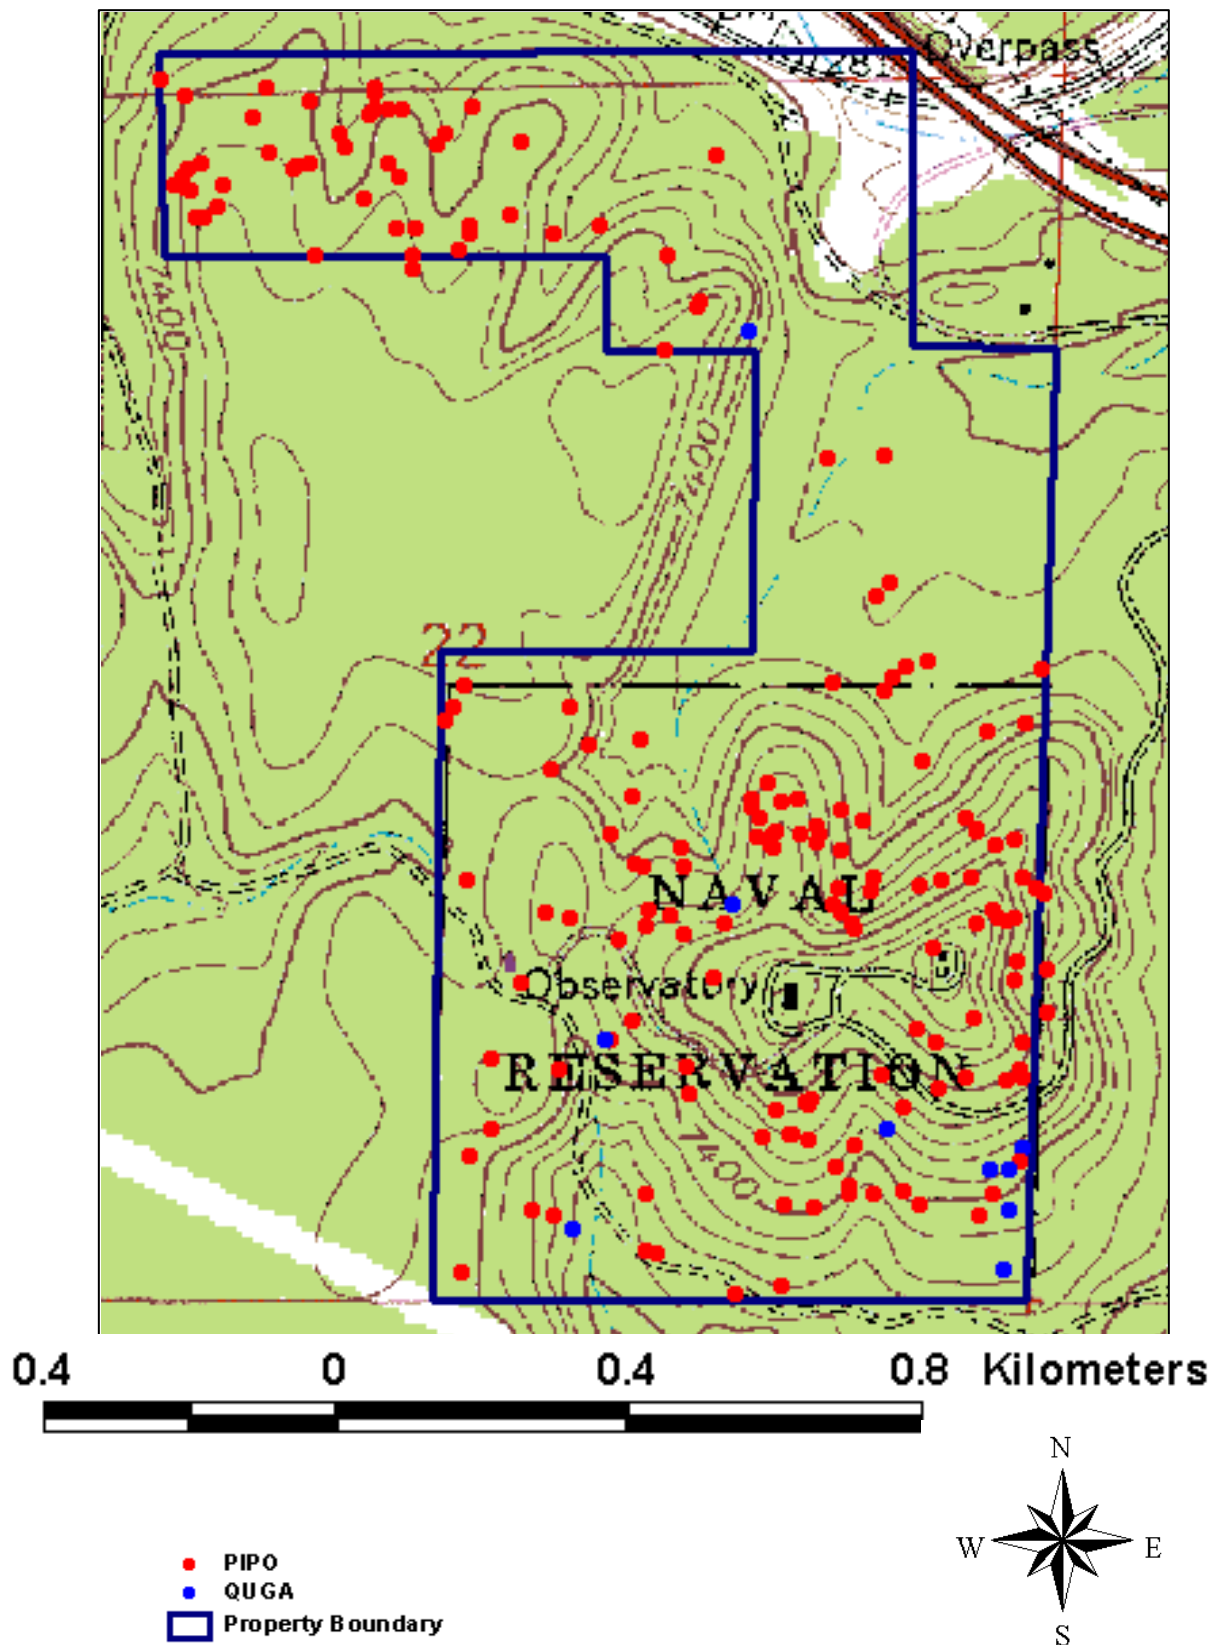 Overpass
7400
7400
22
NAVAL
Observatory
RESERVATION
7400
0.4 0 0.4 0.8 Kilometers
N
W E
S
PIPO
QUGA
Property Boundary